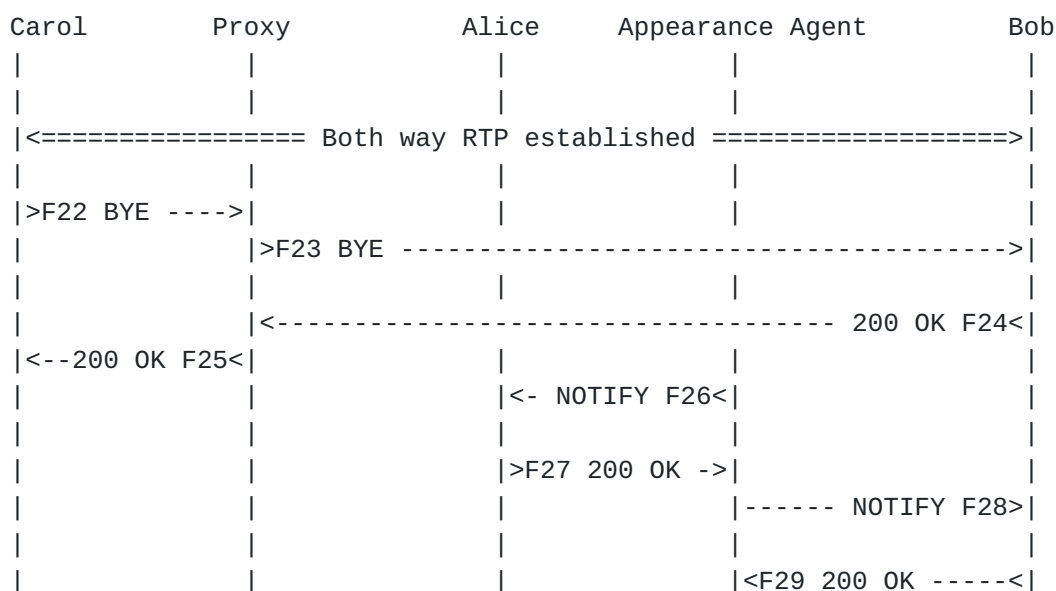 Carol        Proxy           Alice     Appearance Agent         Bob
|              |               |              |                  |
|              |               |              |                  |
|<================= Both way RTP established ===================>|
|              |               |              |                  |
|>F22 BYE ---->|               |              |                  |
|              |>F23 BYE --------------------------------------->|
|              |               |              |                  |
|              |<------------------------------------ 200 OK F24<|
|<--200 OK F25<|               |              |                  |
|              |               |<- NOTIFY F26<|                  |
|              |               |              |                  |
|              |               |>F27 200 OK ->|                  |
|              |               |              |------ NOTIFY F28>|
|              |               |              |                  |
|              |               |              |<F29 200 OK -----<|